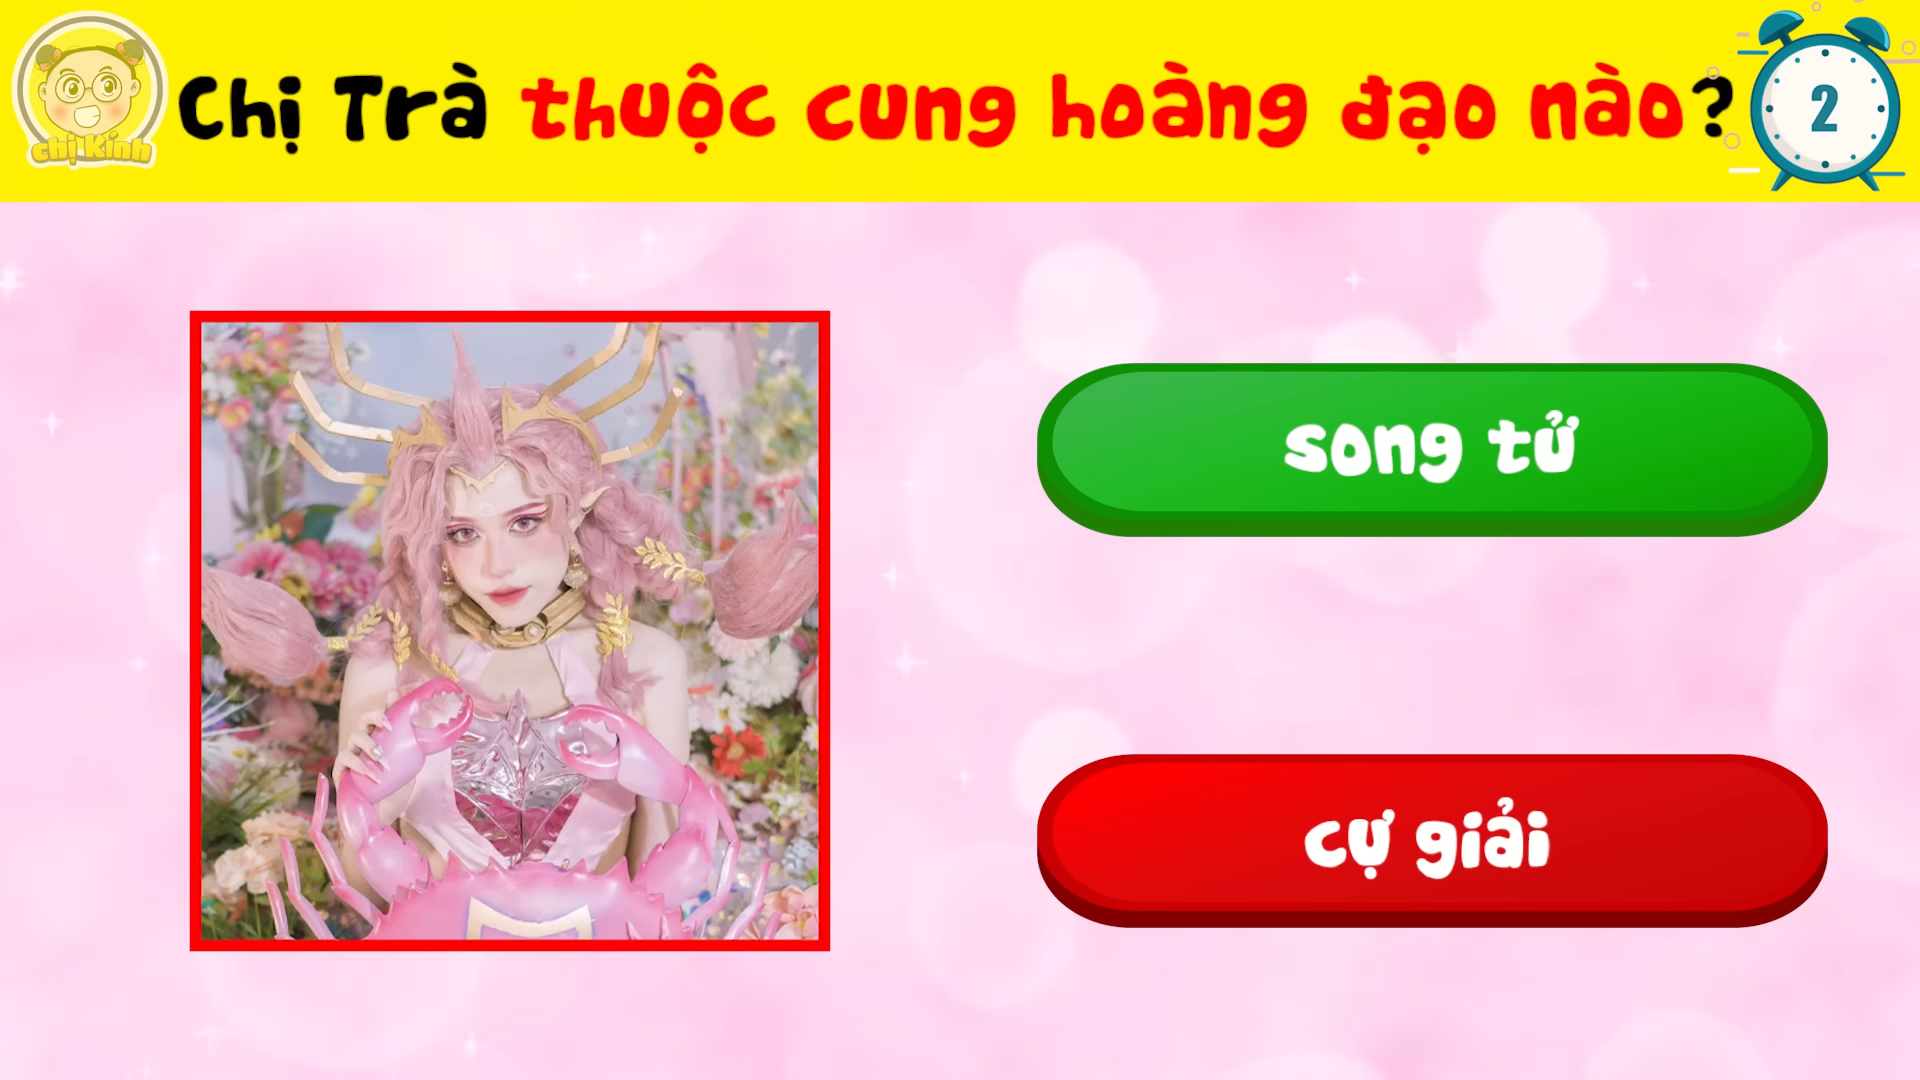 Chị Trà thuộc cung hoàng đạo nào?
2
chị Kính
song tử
cự giải